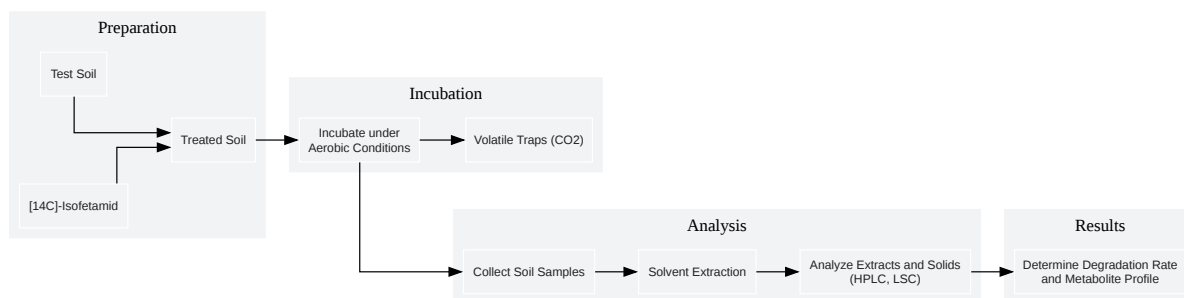 Preparation
Test Soil
Treated Soil
[14C]-Isofetamid
Incubation
Incubate under
Aerobic Conditions
Volatile Traps (CO2)
Analysis
Collect Soil Samples
Solvent Extraction
Analyze Extracts and Solids
(HPLC, LSC)
Results
Determine Degradation Rate
and Metabolite Profile